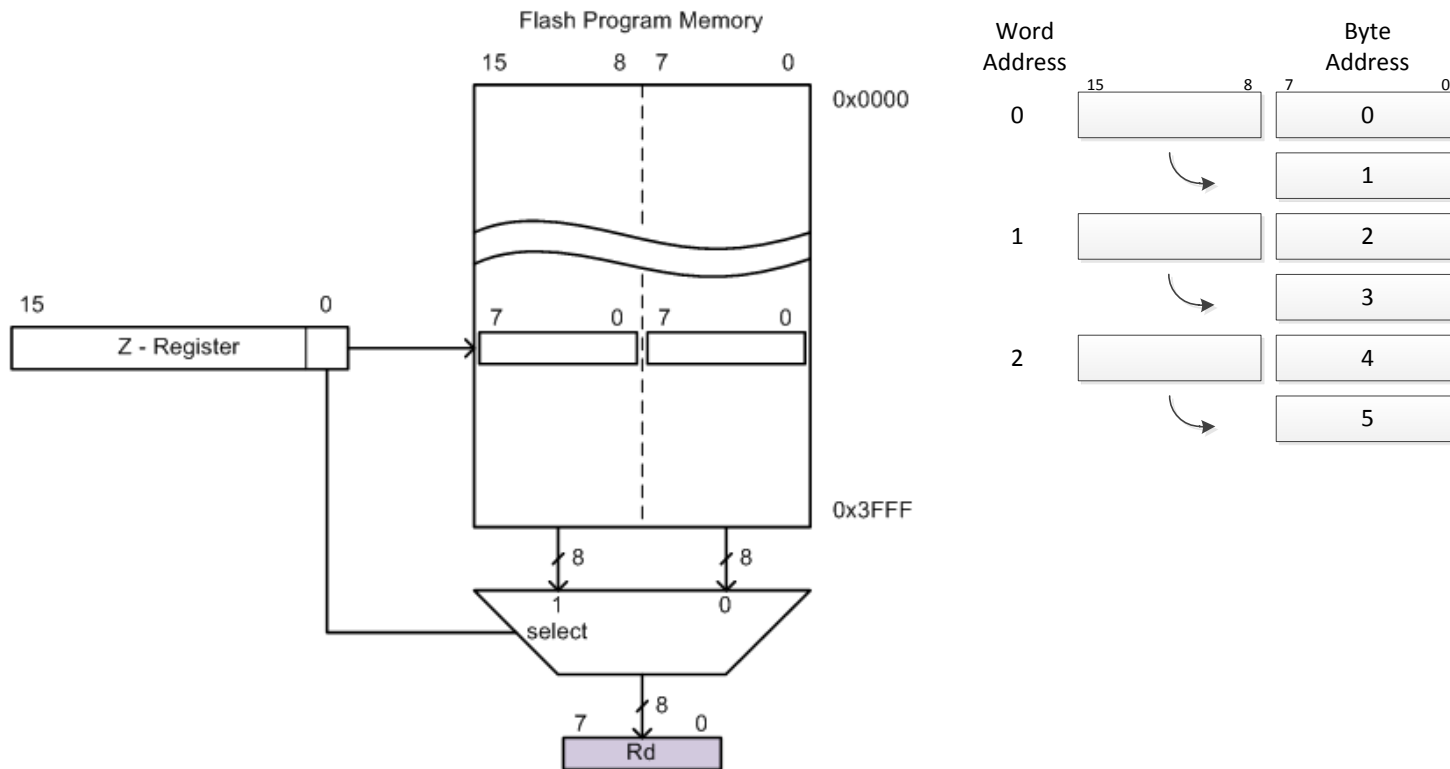 Flash Program Memory
15 8 7 0
0x0000
15 0
Z - Register
7 0 7 0
0x3FFF
8 8
1 0
select
8
7 0
Rd
Word Address
Byte Address
15 8 7 0
0 0
1
1 2
3
2 4
5